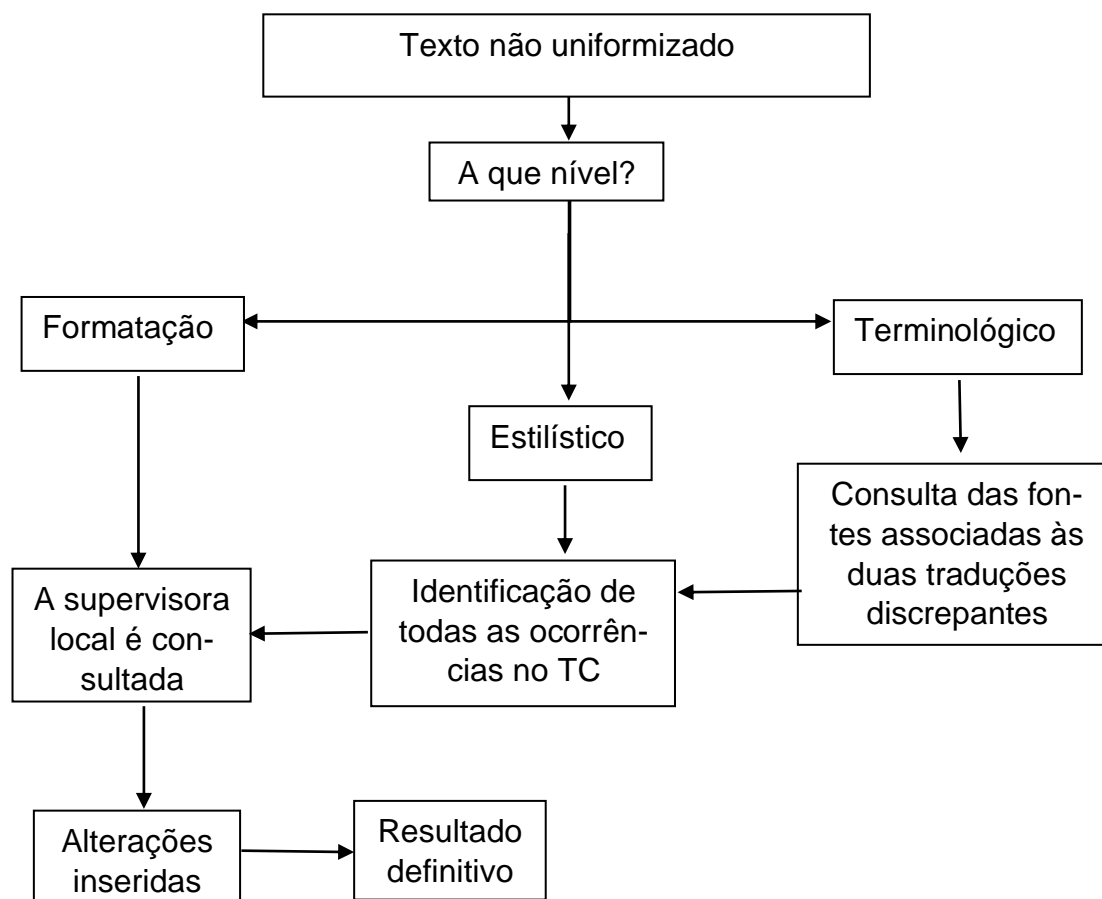 Texto não uniformizado
A que nível?
Formatação
Terminológico
Estilístico
Consulta das fon-
tes associadas às
duas traduções
discrepantes
Identificação de
todas as ocorrên-
cias no TC
A supervisora
local é con-
sultada
Alterações
inseridas
Resultado
definitivo